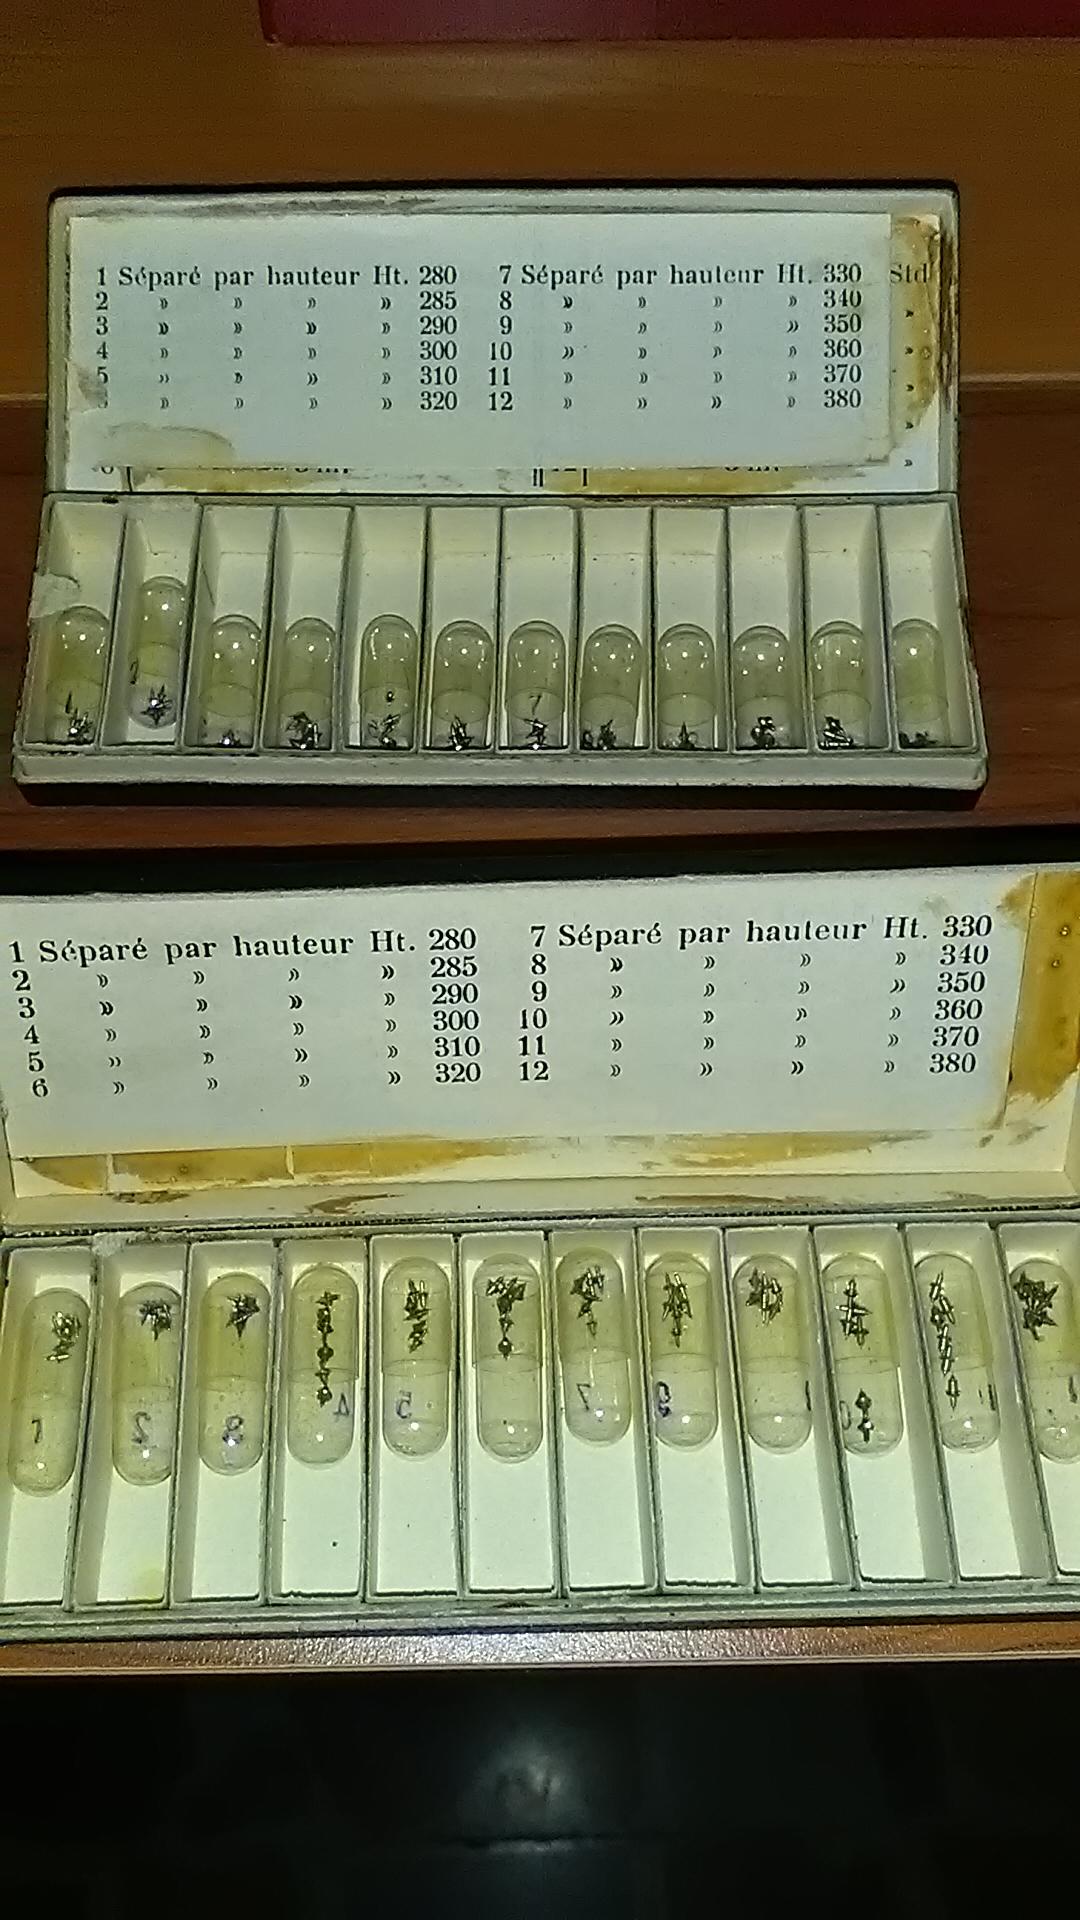 1 Séparé par hauteur Ht. 280 7 Séparé par hauteur Ht. 330 Std
2 » » » » 285 8 » » » » 340 »
3 » » » » 290 9 » » » » 350
4 » » » » 300 10 » » » » 360 »
5 » » » » 310 11 » » » » 370 »
» » » » 320 12 » » » » 380 »
»
7
1 Séparé par hauteur Ht. 280 7 Séparé par hauteur Ht. 330
2 » » » » 285 8 » » » » 340
3 » » » » 290 9 » » » » 350
4 » » » » 300 10 » » » » 360
5 » » » » 310 11 » » » » 370
6 » » » » 320 12 » » » » 380
1 2 3 4 5 7